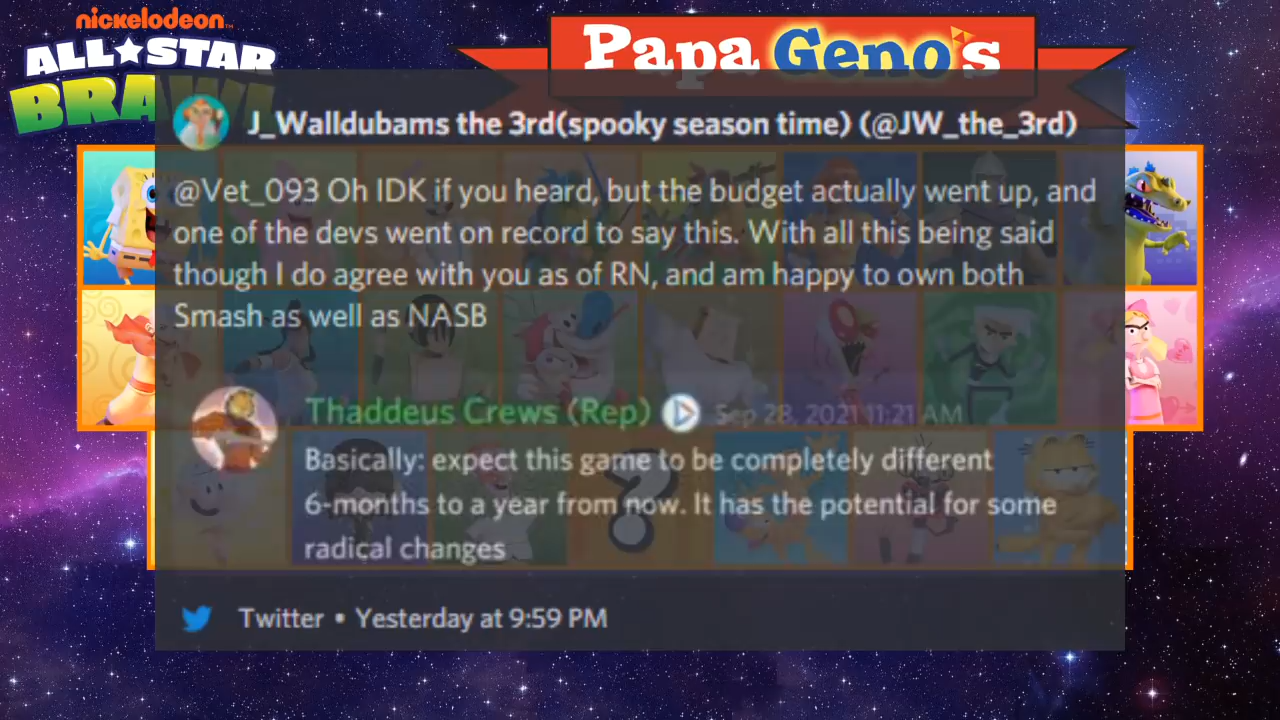 nickelodeon
ALL★STAR
BRAWL
Papa Geno's
J_Walldubams the 3rd(spooky season time) (@JW_the_3rd)
@Vet_093 Oh IDK if you heard, but the budget actually went up, and
one of the devs went on record to say this. With all this being said
though I do agree with you as of RN, and am happy to own both
Smash as well as NASB
Thaddeus Crews (Rep) Sep 28, 2021 11:21 AM
Basically: expect this game to be completely different
6-months to a year from now. It has the potential for some
radical changes
?
Twitter • Yesterday at 9:59 PM